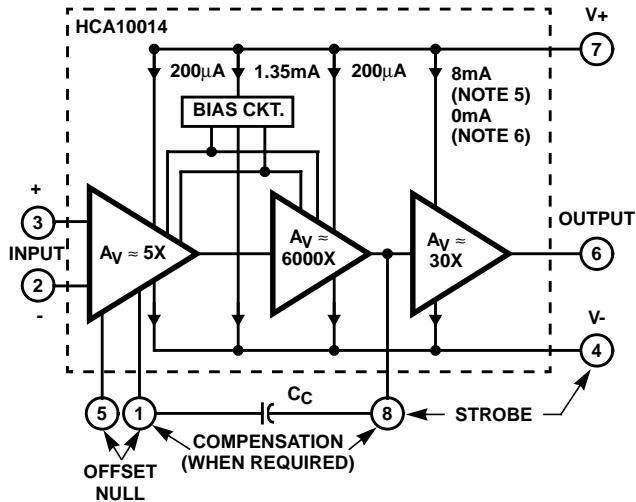 HCA10014
V+
7
200µA
1.35mA
200µA
8mA
(NOTE 5)
0mA
(NOTE 6)
BIAS CKT.
+
3
INPUT
2
-
AV ≈ 5X
AV ≈
6000X
AV ≈
30X
OUTPUT
6
V-
4
CC
5
1
8
STROBE
OFFSET
NULL
COMPENSATION
(WHEN REQUIRED)